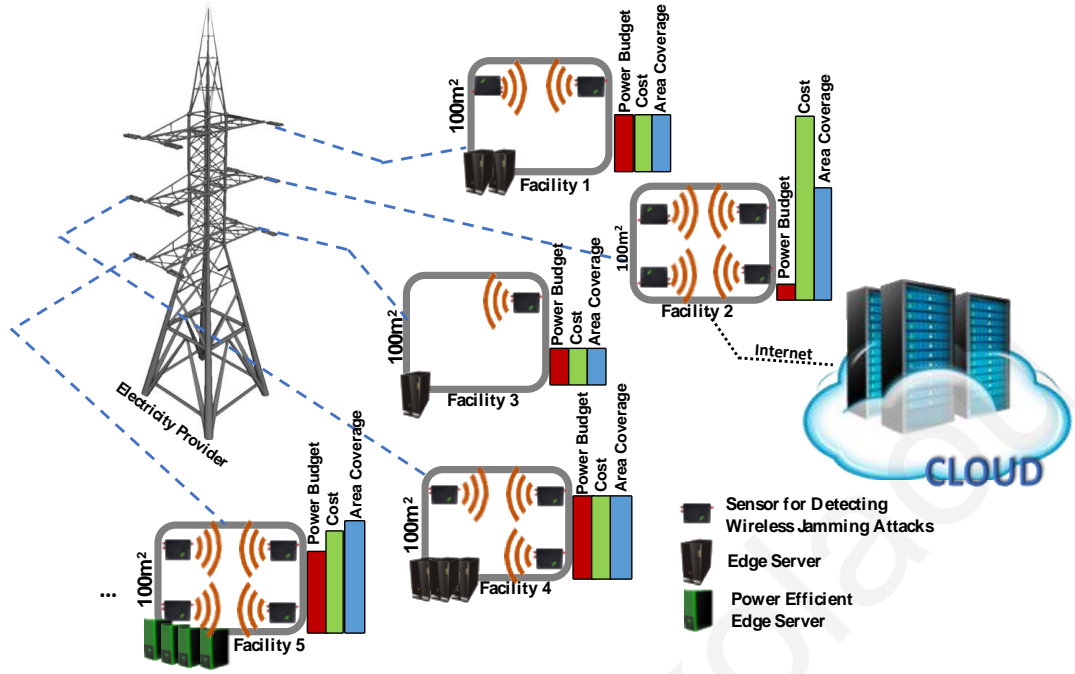 Power Budget
Cost
Area Coverage
100m²
Facility 1
Power Budget
Cost
Area Coverage
100m²
Facility 2
Power Budget
Cost
Area Coverage
100m²
Facility 3
Internet
CLOUD
Electricity Provider
Power Budget
Cost
Area Coverage
100m²
Facility 4
Power Budget
Cost
Area Coverage
100m²
Facility 5
...
Sensor for Detecting
Wireless Jamming Attacks
Edge Server
Power Efficient
Edge Server